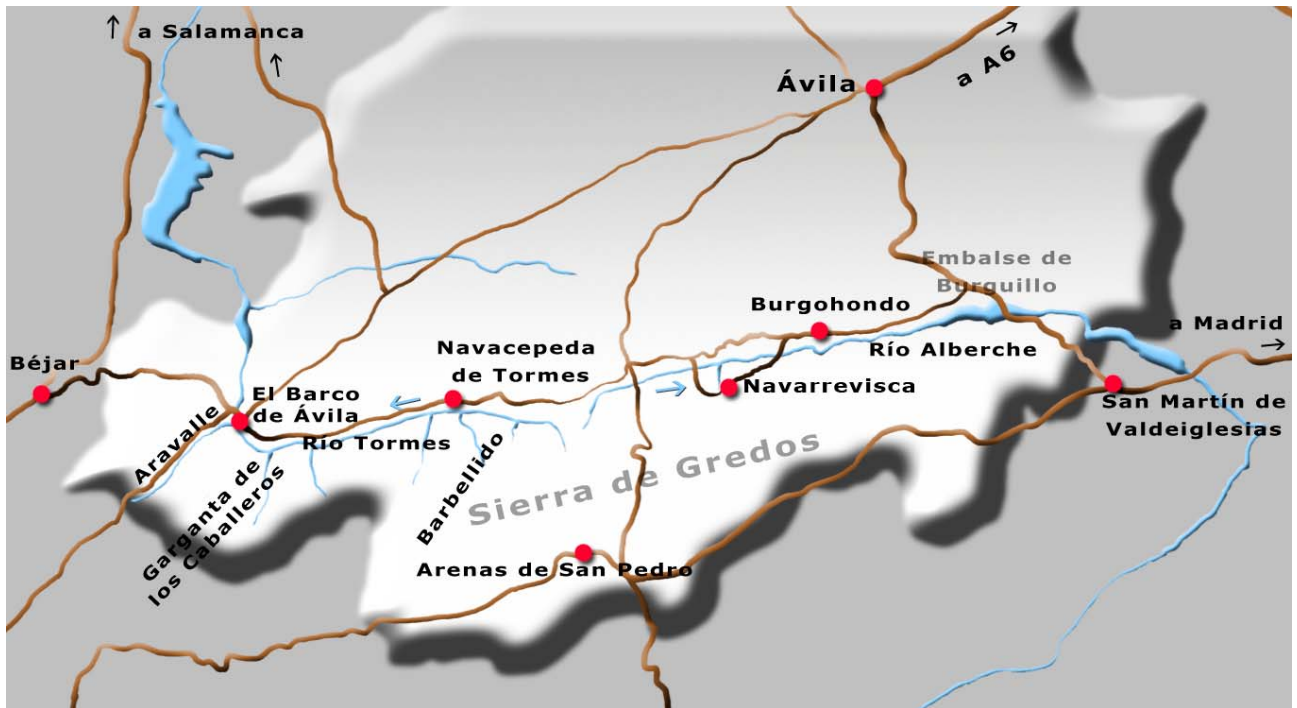 a Salamanca
a A6
Ávila
Embalse de
Burguillo
Burgohondo
a Madrid
Río Alberche
Béjar
Navacepeda
de Tormes
El Barco
de Ávila
Navarrevisca
San Martín de
Valdeiglesias
Aravalle
Río Tormes
Garganta de
los Caballeros
Barbellido
Sierra de Gredos
Arenas de San Pedro